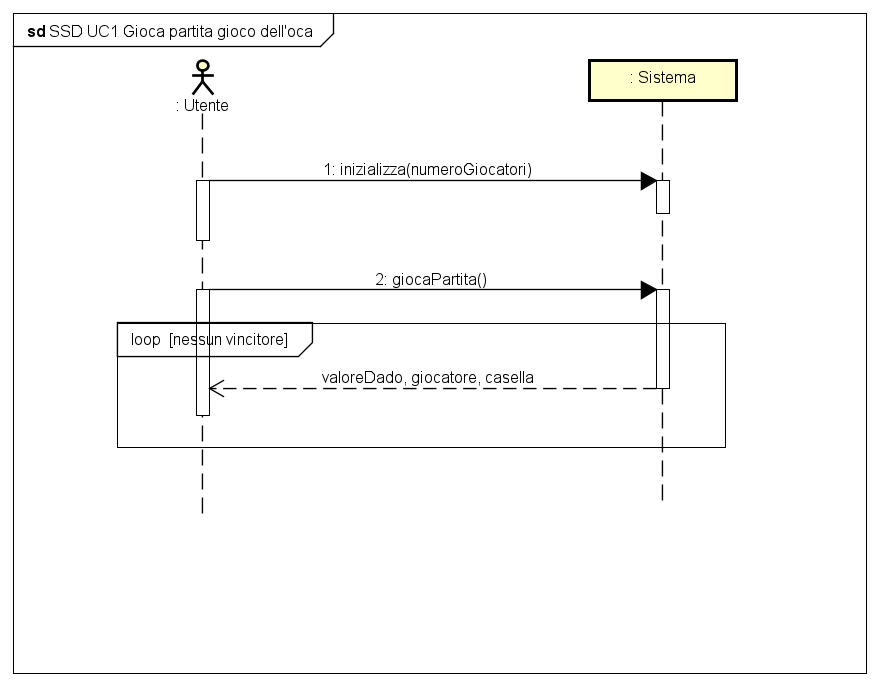 sd SSD UC1 Gioca partita gioco dell'oca
: Utente
: Sistema
1: inizializza(numeroGiocatori)
2: giocaPartita()
loop [nessun vincitore]
valoreDado, giocatore, casella